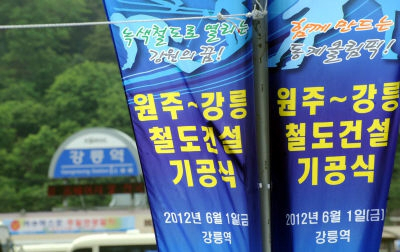 녹색철도로 열리는
강원의 꿈!
원주~강릉
철도건설
기공식
2012년 6월 1일(금)
강릉역
함께 만드는
동계올림픽!
원주~강릉
철도건설
기공식
2012년 6월 1일(금)
강릉역
강릉역